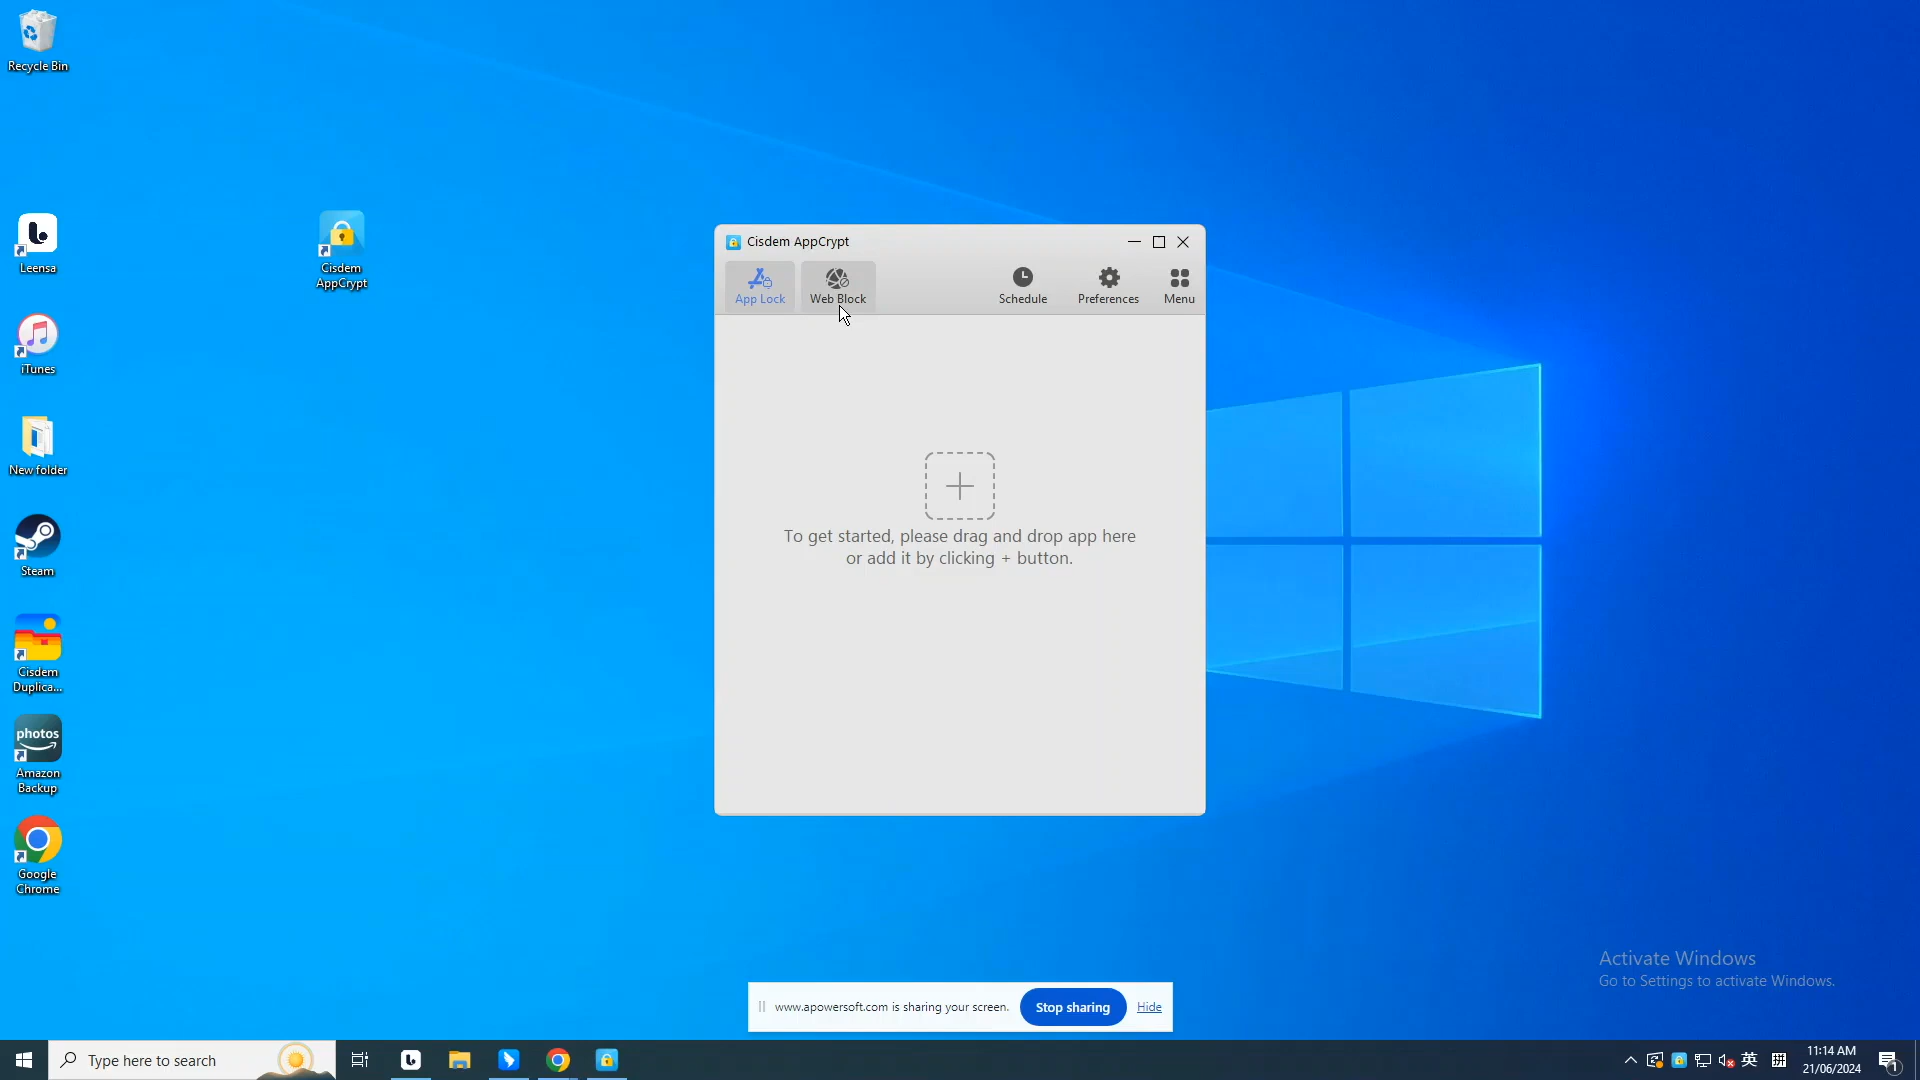 Recycle Bin
Leensa
Cisdem
AppCrypt
iTunes
New folder
Steam
Cisdem
Duplica...
photos
Amazon
Backup
Google
Chrome
Cisdem AppCrypt
App Lock
Web Block
Schedule
Preferences
Menu
To get started, please drag and drop app here
or add it by clicking + button.
Activate Windows
Go to Settings to activate Windows.
www.apowersoft.com is sharing your screen.
Stop sharing
Hide
Type here to search
英
拼
11:14 AM
21/06/2024
1